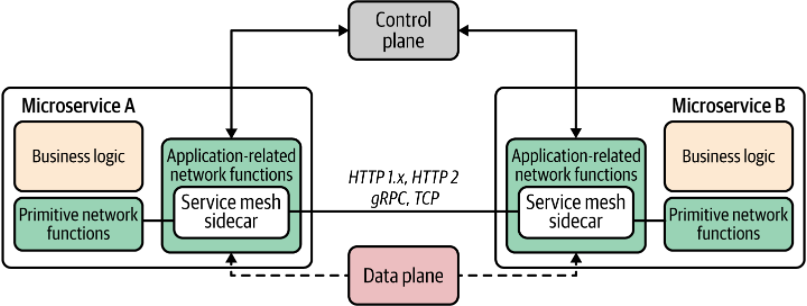 Control
plane
Microservice A
Business logic
Primitive network
functions
Application-related
network functions
Service mesh
sidecar
HTTP 1.x, HTTP 2
gRPC, TCP
Microservice B
Application-related
network functions
Service mesh
sidecar
Business logic
Primitive network
functions
Data plane